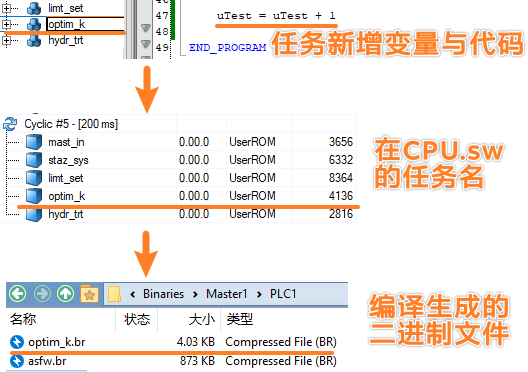 limt_set
optim_k
hydr_trt
46
47
48
49
uTest = uTest + 1
END_PROGRAM
任务新增变量与代码
Cyclic #5 - [200 ms]
mast_in 0.00.0 UserROM 3656
staz_sys 0.00.0 UserROM 6332
limt_set 0.00.0 UserROM 8364
optim_k 0.00.0 UserROM 4136
hydr_trt 0.00.0 UserROM 2816
在CPU.sw
的任务名
Binaries Master1 PLC1
名称 状态 大小 类型
optim_k.br 4.03 KB Compressed File (BR)
asfw.br 873 KB Compressed File (BR)
编译生成的
二进制文件